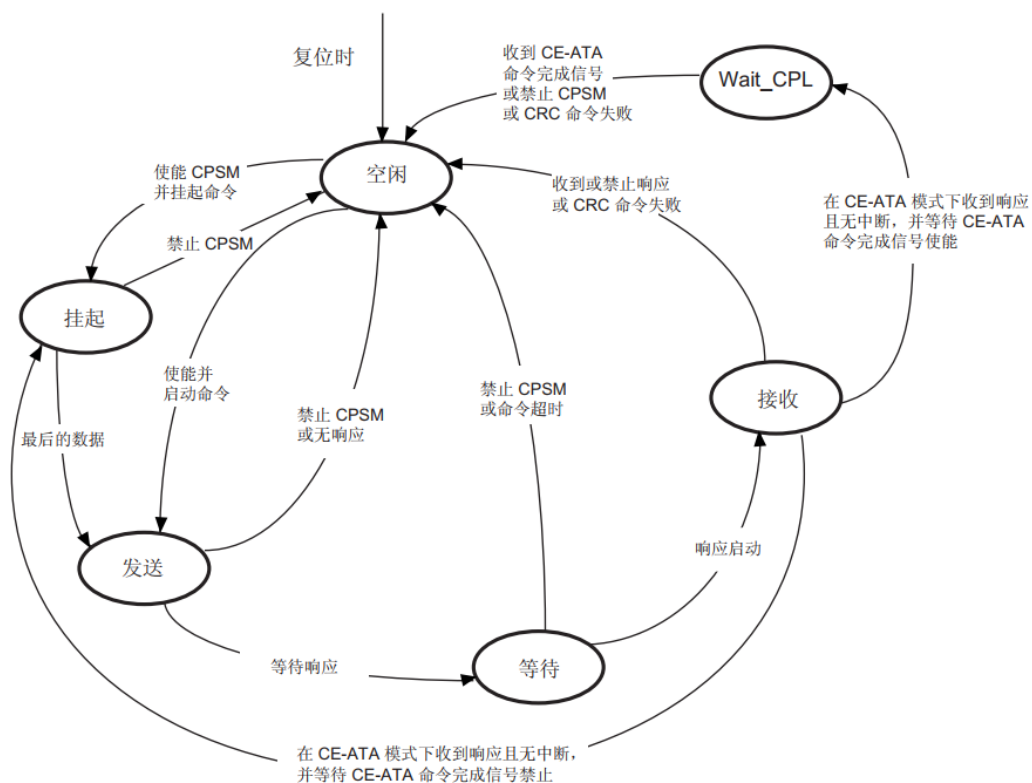 复位时
收到 CE-ATA
命令完成信号
或禁止 CPSM
或 CRC 命令失败
Wait_CPL
使能 CPSM
并挂起命令
空闲
收到或禁止响应
或 CRC 命令失败
在 CE-ATA 模式下收到响应
且无中断，并等待 CE-ATA
命令完成信号使能
禁止 CPSM
挂起
使能并
启动命令
禁止 CPSM
或无响应
禁止 CPSM
或命令超时
接收
最后的数据
发送
响应启动
等待响应
等待
在 CE-ATA 模式下收到响应且无中断，
并等待 CE-ATA 命令完成信号禁止